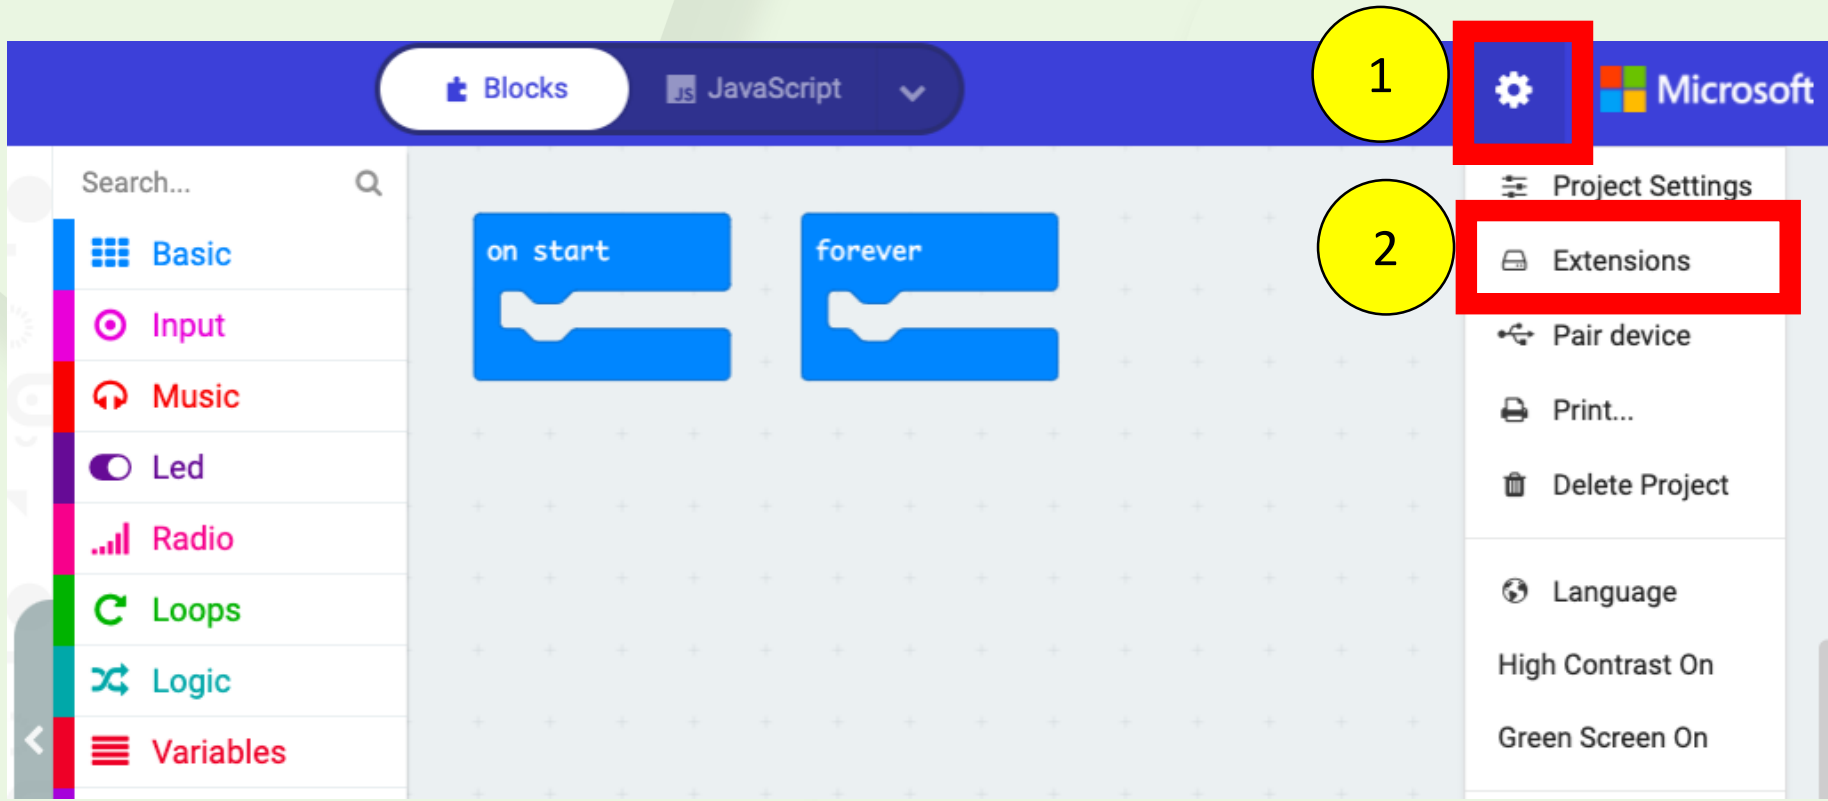 Blocks
JS JavaScript
1
Microsoft
Search...
Basic
Input
Music
Led
Radio
Loops
Logic
Variables
on start
forever
Project Settings
2
Extensions
Pair device
Print...
Delete Project
Language
High Contrast On
Green Screen On